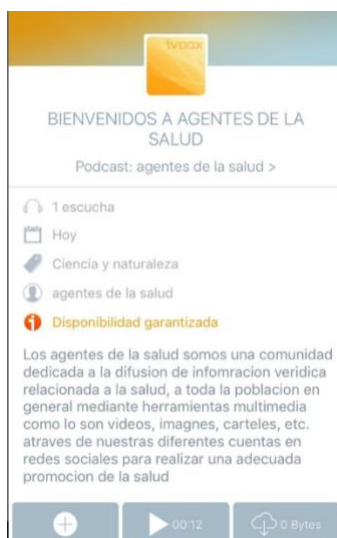 ivoox
BIENVENIDOS A AGENTES DE LA
SALUD
Podcast: agentes de la salud >
1 escucha
Hoy
Ciencia y naturaleza
agentes de la salud
Disponibilidad garantizada
Los agentes de la salud somos una comunidad
dedicada a la difusion de infomracion veridica
relacionada a la salud, a toda la poblacion en
general mediante herramientas multimedia
como lo son videos, imagnes, carteles, etc.
atraves de nuestras diferentes cuentas en
redes sociales para realizar una adecuada
promocion de la salud
00:12
0 Bytes